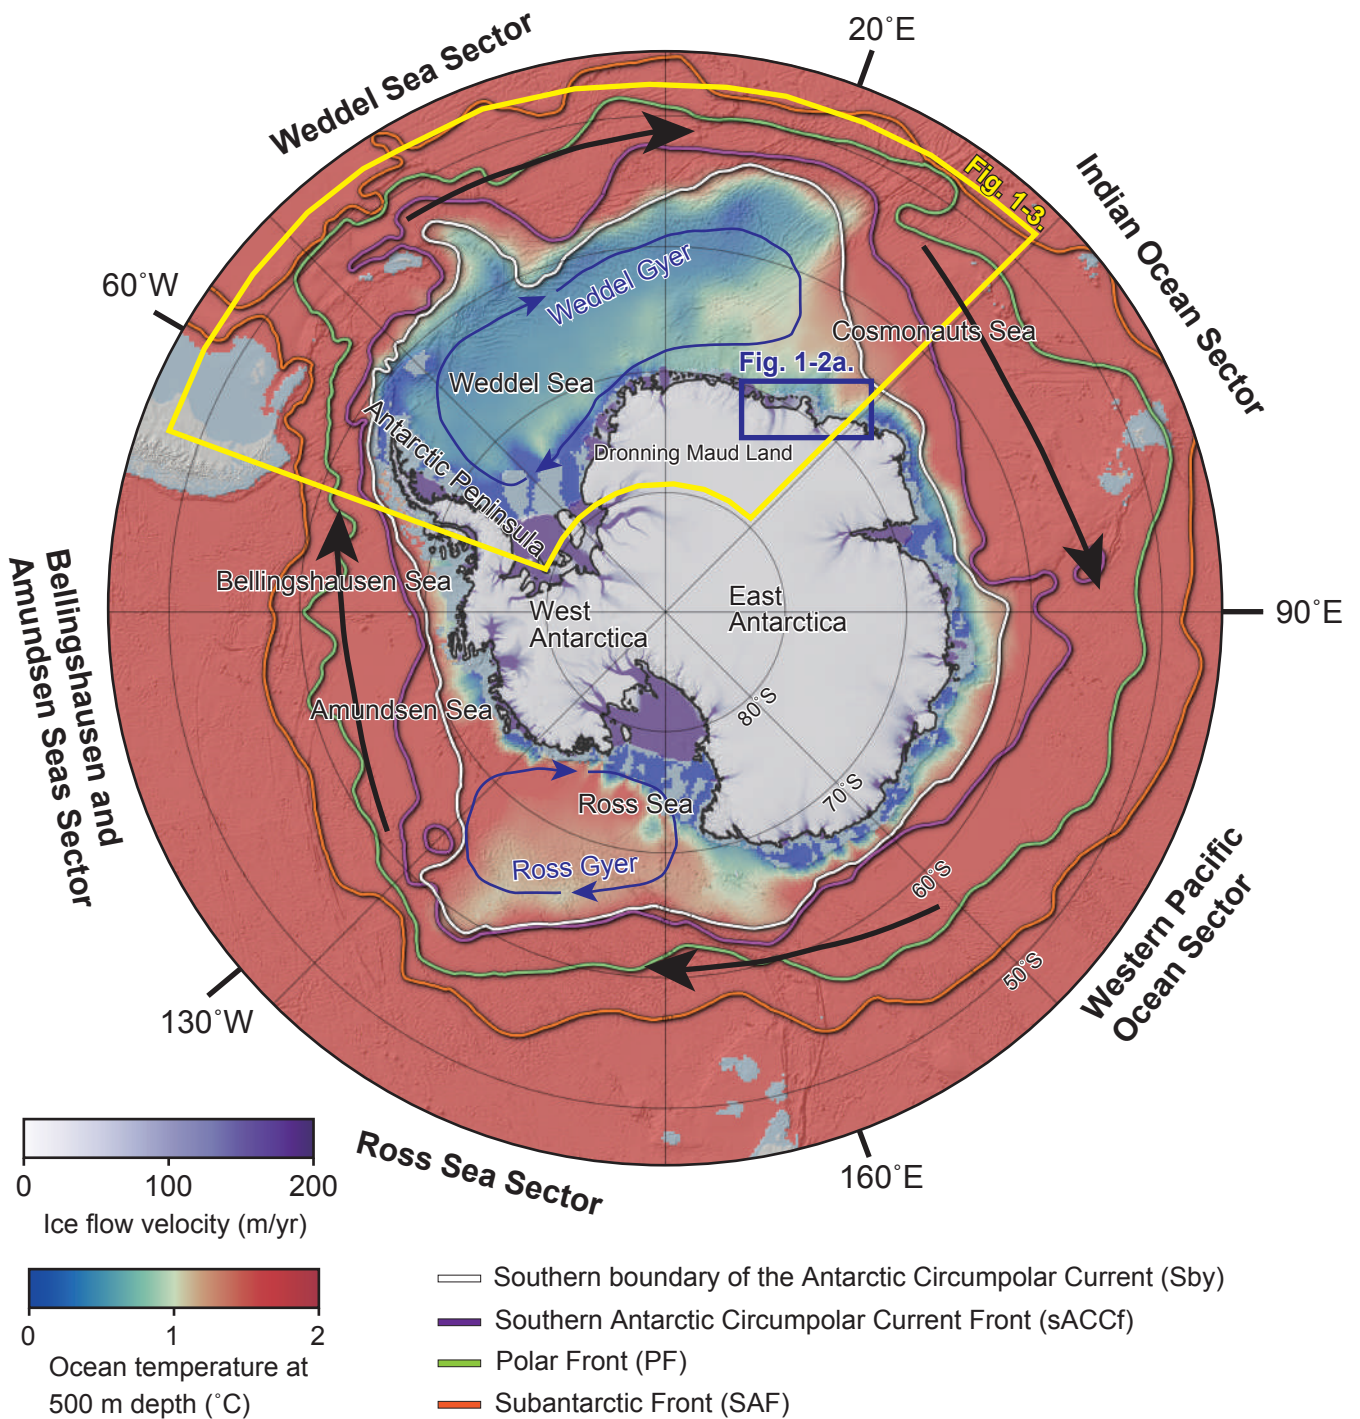 20°E
Weddel Sea Sector
Fig. 1-3.
Indian Ocean Sector
60°W
Weddel Gyer
Cosmonauts Sea
Fig. 1-2a.
Weddel Sea
Antarctic Peninsula
Dronning Maud Land
Bellingshausen and
Amundsen Seas Sector
Bellingshausen Sea
West
Antarctica
East
Antarctica
90°E
Amundsen Sea
80°S
70°S
Ross Sea
Ross Gyer
60°S
50°S
Western Pacific
Ocean Sector
130°W
160°E
Ross Sea Sector
0 100 200
Ice flow velocity (m/yr)
0 1 2
Ocean temperature at
500 m depth (°C)
Southern boundary of the Antarctic Circumpolar Current (Sby)
Southern Antarctic Circumpolar Current Front (sACCf)
Polar Front (PF)
Subantarctic Front (SAF)